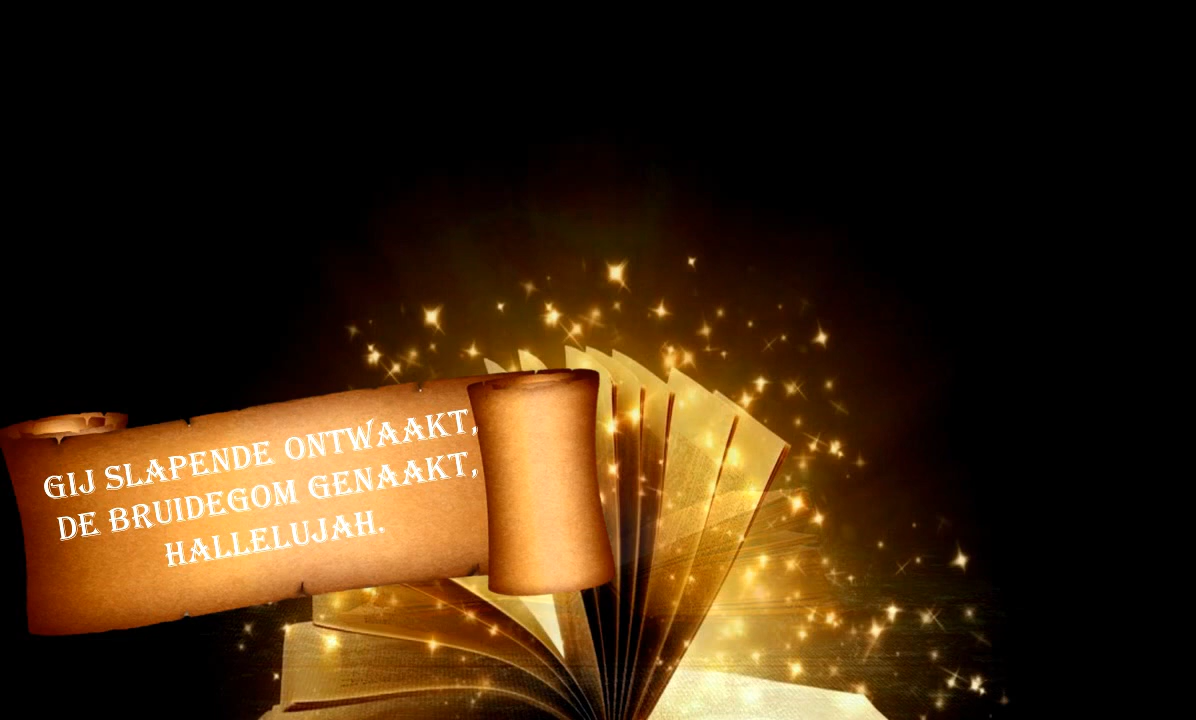 GIJ SLAPENDE ONTWAAKT,
DE BRUIDEGOM GENAAKT,
HALLELUJAH.